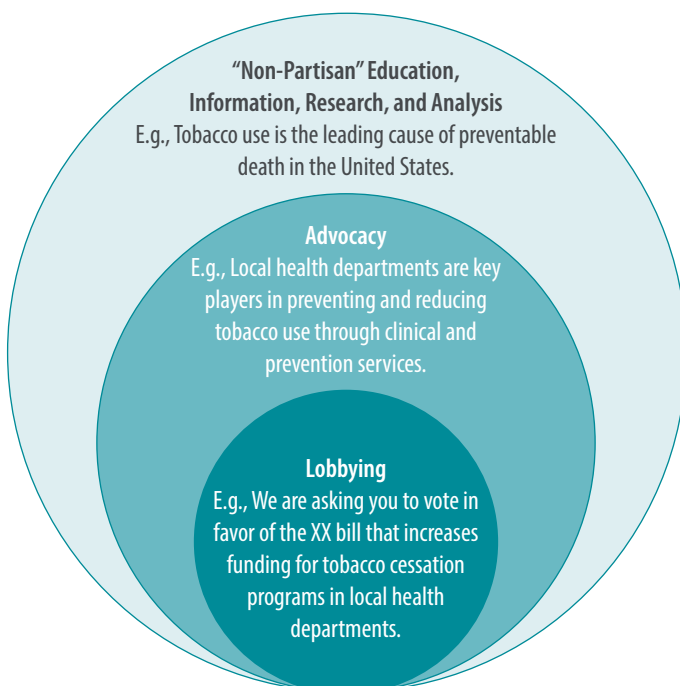 “Non-Partisan” Education,
Information, Research, and Analysis
E.g., Tobacco use is the leading cause of preventable
death in the United States.
Advocacy
E.g., Local health departments are key
players in preventing and reducing
tobacco use through clinical and
prevention services.
Lobbying
E.g., We are asking you to vote in
favor of the XX bill that increases
funding for tobacco cessation
programs in local health
departments.